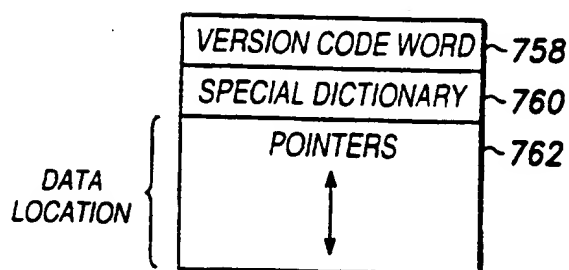 VERSION CODE WORD ~758
SPECIAL DICTIONARY ~760
POINTERS ~762
DATA
LOCATION